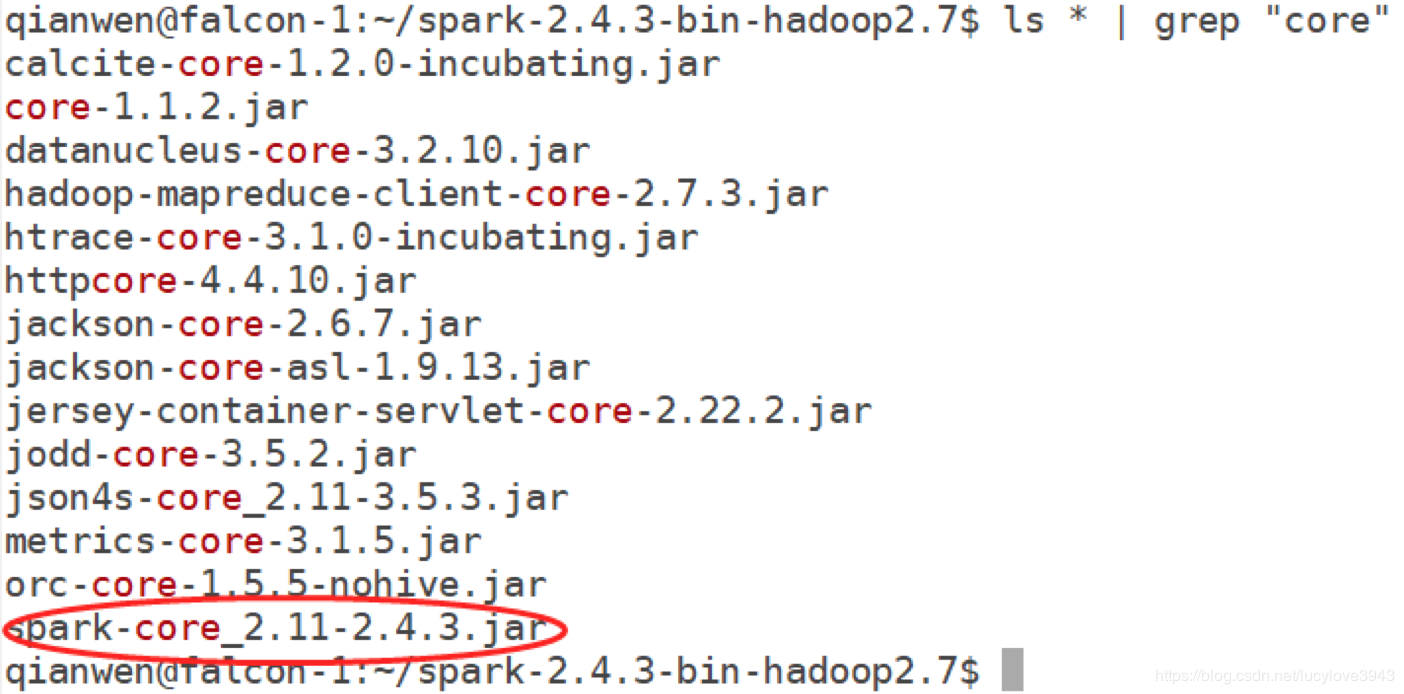 qianwen@falcon-1:~/spark-2.4.3-bin-hadoop2.7$ ls * | grep "core"
calcite-core-1.2.0-incubating.jar
core-1.1.2.jar
datanucleus-core-3.2.10.jar
hadoop-mapreduce-client-core-2.7.3.jar
htrace-core-3.1.0-incubating.jar
httpcore-4.4.10.jar
jackson-core-2.6.7.jar
jackson-core-asl-1.9.13.jar
jersey-container-servlet-core-2.22.2.jar
jodd-core-3.5.2.jar
json4s-core_2.11-3.5.3.jar
metrics-core-3.1.5.jar
orc-core-1.5.5-nohive.jar
spark-core_2.11-2.4.3.jar
qianwen@falcon-1:~/spark-2.4.3-bin-hadoop2.7$
https://blog.csdn.net/lucylove3943